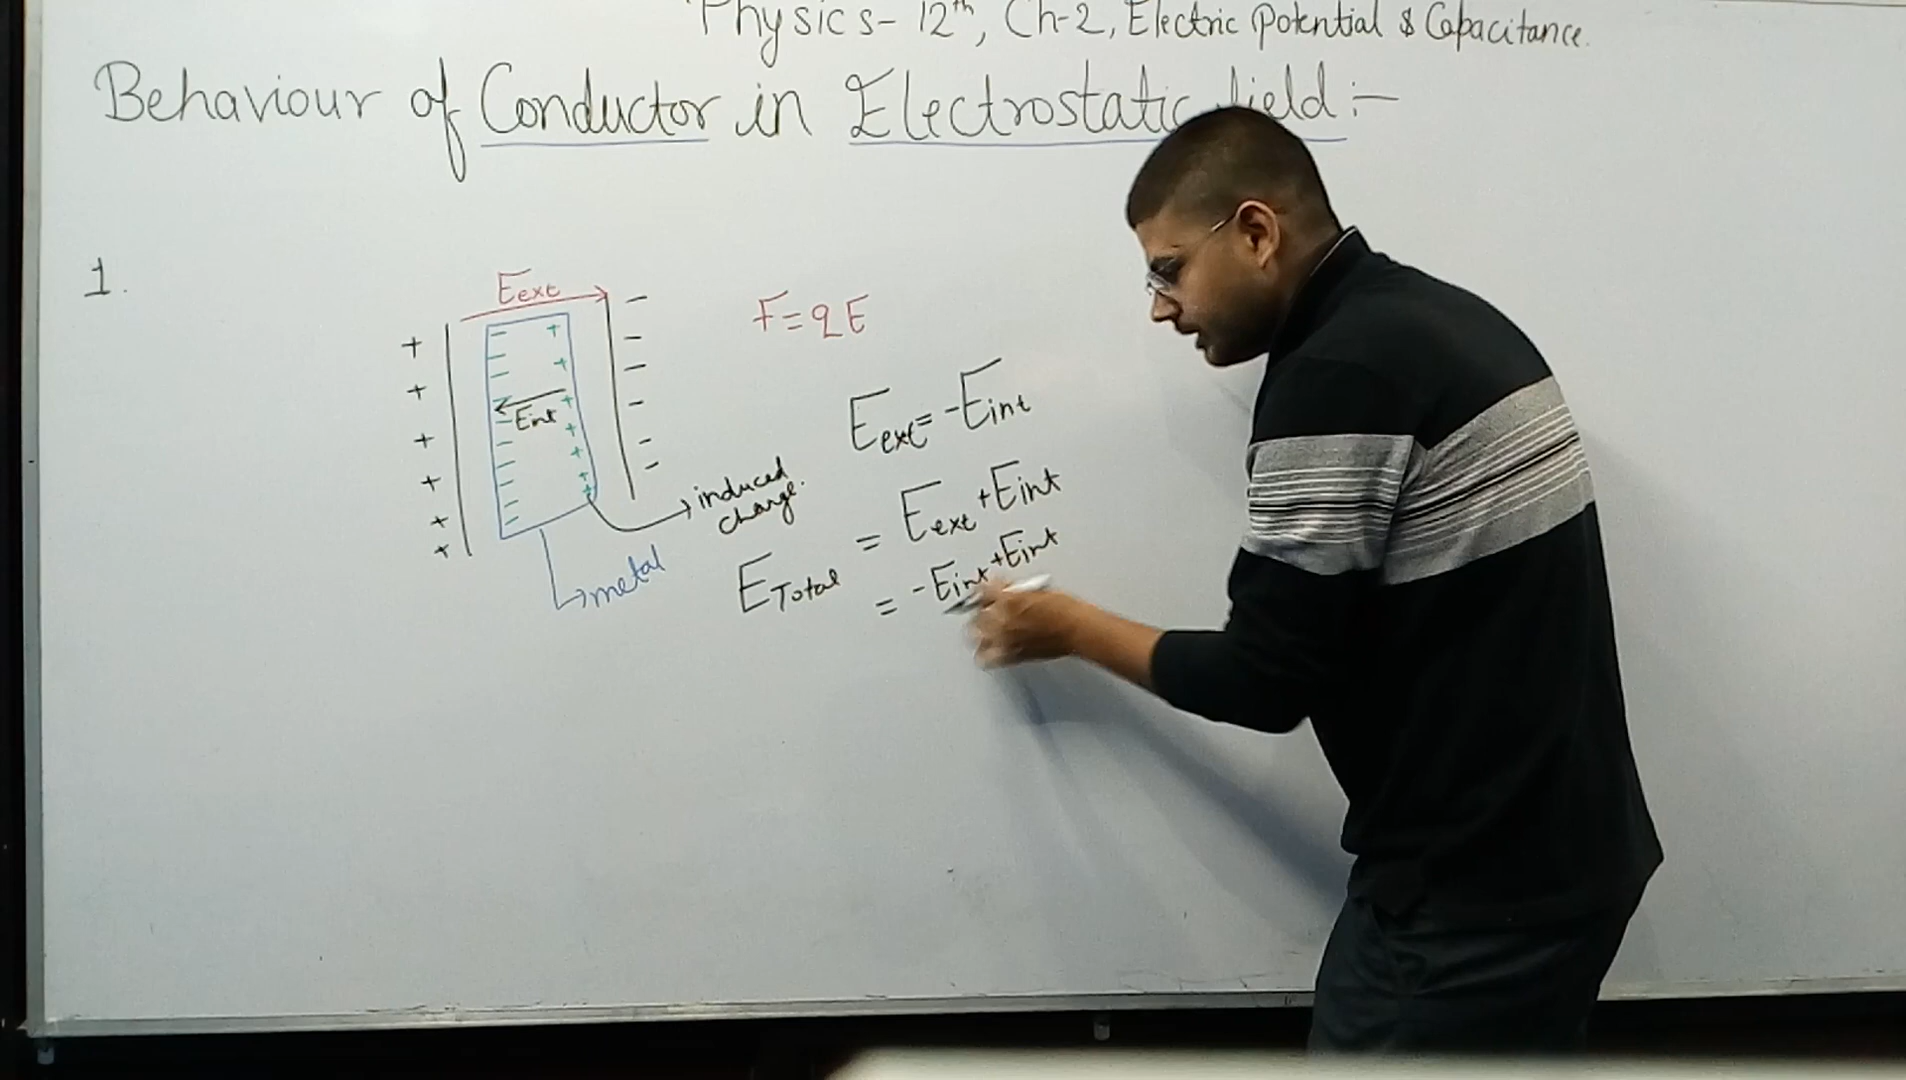 Physics - 12th, Ch-2, Electric Potential & Capacitance.
Behaviour of Conductor in Electrostatic field :-
1.
Eext
F = qE
Eint
Eext = -Eint
induced charge.
metal
ETotal = Eext + Eint
= -Eint + Eint